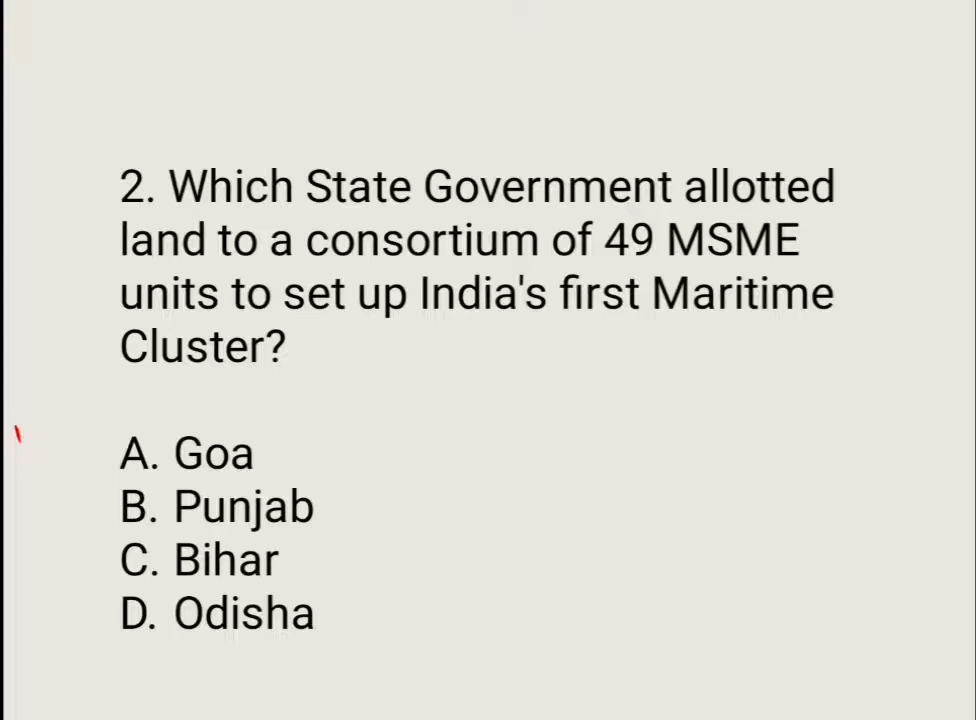 2. Which State Government allotted
land to a consortium of 49 MSME
units to set up India's first Maritime
Cluster?
A. Goa
B. Punjab
C. Bihar
D. Odisha